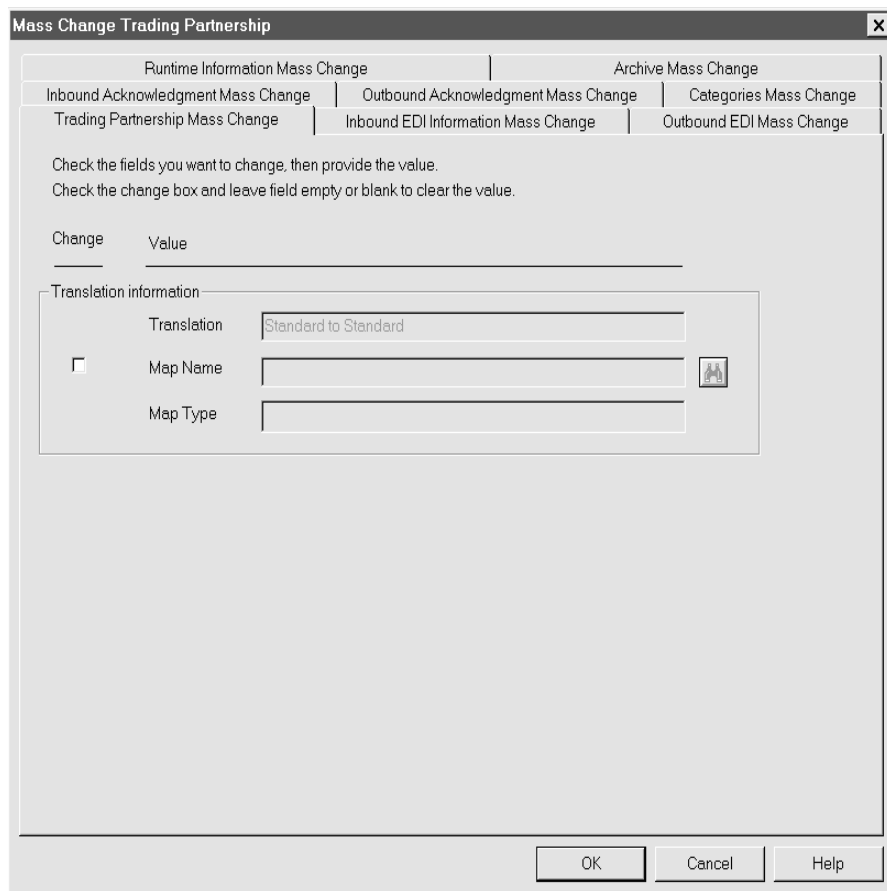 Mass Change Trading Partnership
Runtime Information Mass Change
Archive Mass Change
Inbound Acknowledgment Mass Change
Outbound Acknowledgment Mass Change
Categories Mass Change
Trading Partnership Mass Change
Inbound EDI Information Mass Change
Outbound EDI Mass Change
Check the fields you want to change, then provide the value.
Check the change box and leave field empty or blank to clear the value.
Change
Value
Translation information
Translation
Standard to Standard
Map Name
Map Type
OK
Cancel
Help